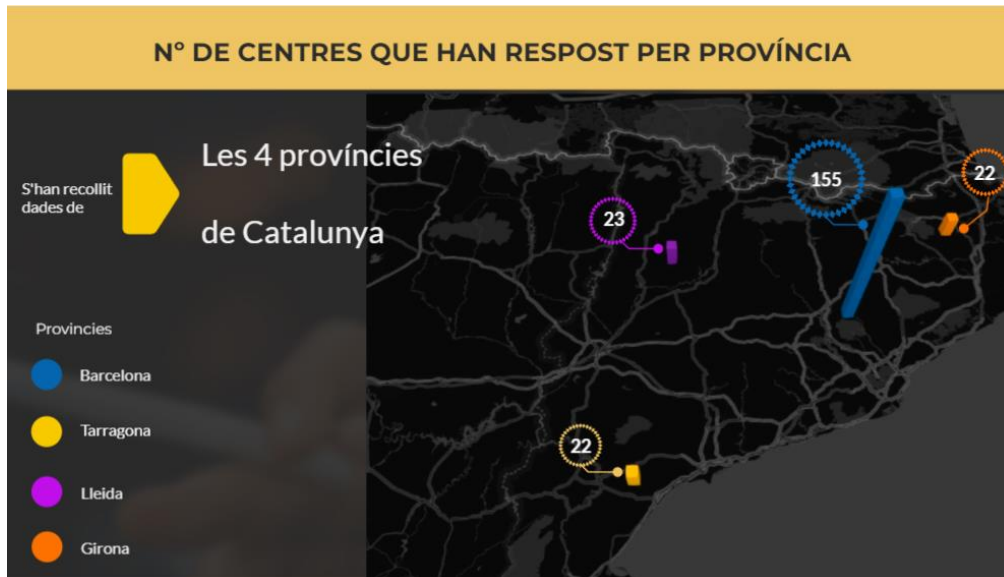 Nº DE CENTRES QUE HAN RESPOST PER PROVÍNCIA
S'han recollit
dades de
Les 4 províncies
de Catalunya
155
22
23
22
Provincies
Barcelona
Tarragona
Lleida
Girona